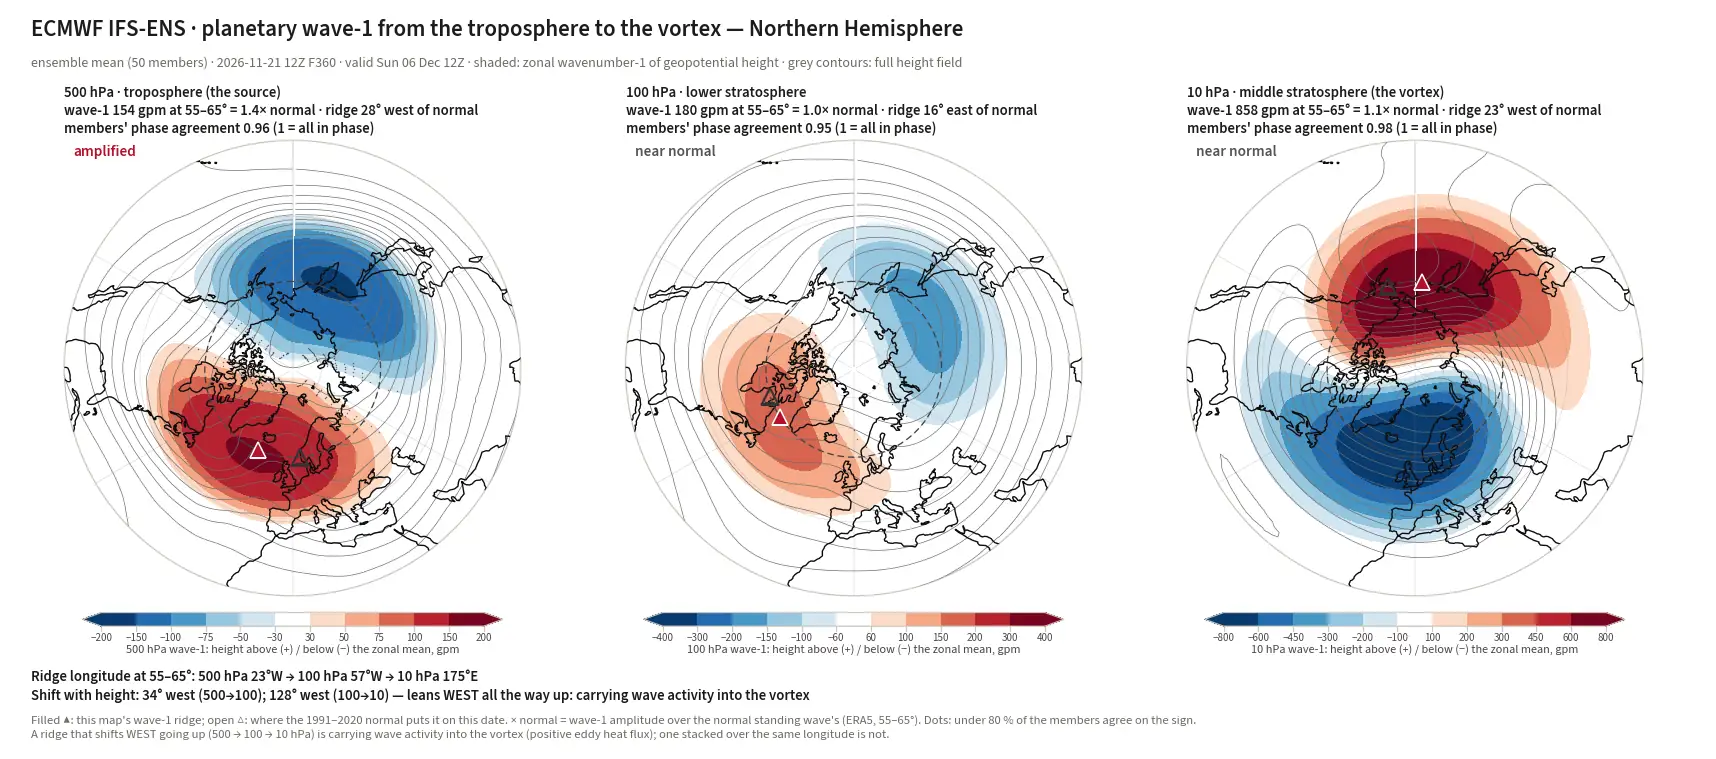 ECMWF IFS-ENS · planetary wave-1 from the troposphere to the vortex — Northern Hemisphere
ensemble mean (50 members) · 2026-11-21 12Z F360 · valid Sun 06 Dec 12Z · shaded: zonal wavenumber-1 of geopotential height · grey contours: full height field
500 hPa · troposphere (the source)
wave-1 154 gpm at 55–65° = 1.4× normal · ridge 28° west of normal
members' phase agreement 0.96 (1 = all in phase)
amplified
100 hPa · lower stratosphere
wave-1 180 gpm at 55–65° = 1.0× normal · ridge 16° east of normal
members' phase agreement 0.95 (1 = all in phase)
near normal
10 hPa · middle stratosphere (the vortex)
wave-1 858 gpm at 55–65° = 1.1× normal · ridge 23° west of normal
members' phase agreement 0.98 (1 = all in phase)
near normal
−200 −150 −100 −75 −50 −30 30 50 75 100 150 200
500 hPa wave-1: height above (+) / below (−) the zonal mean, gpm
−400 −300 −200 −150 −100 −60 60 100 150 200 300 400
100 hPa wave-1: height above (+) / below (−) the zonal mean, gpm
−800 −600 −450 −300 −200 −100 100 200 300 450 600 800
10 hPa wave-1: height above (+) / below (−) the zonal mean, gpm
Ridge longitude at 55–65°: 500 hPa 23°W → 100 hPa 57°W → 10 hPa 175°E
Shift with height: 34° west (500→100); 128° west (100→10) — leans WEST all the way up: carrying wave activity into the vortex
Filled ▲: this map's wave-1 ridge; open △: where the 1991–2020 normal puts it on this date. × normal = wave-1 amplitude over the normal standing wave's (ERA5, 55–65°). Dots: under 80 % of the members agree on the sign.
A ridge that shifts WEST going up (500 → 100 → 10 hPa) is carrying wave activity into the vortex (positive eddy heat flux); one stacked over the same longitude is not.